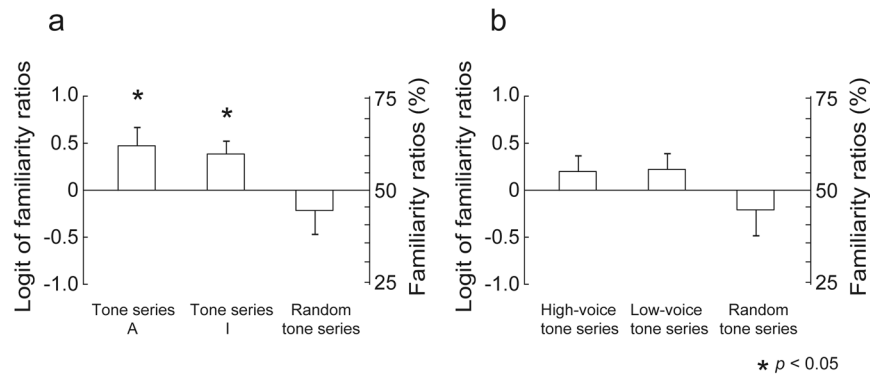 a
Logit of familiarity ratios
1.0
0.5
0
-0.5
-1.0
*
*
75
50
25
Familiarity ratios (%)
Tone series
A
Tone series
I
Random
tone series
b
Logit of familiarity ratios
1.0
0.5
0
-0.5
-1.0
75
50
25
Familiarity ratios (%)
High-voice
tone series
Low-voice
tone series
Random
tone series
* p < 0.05